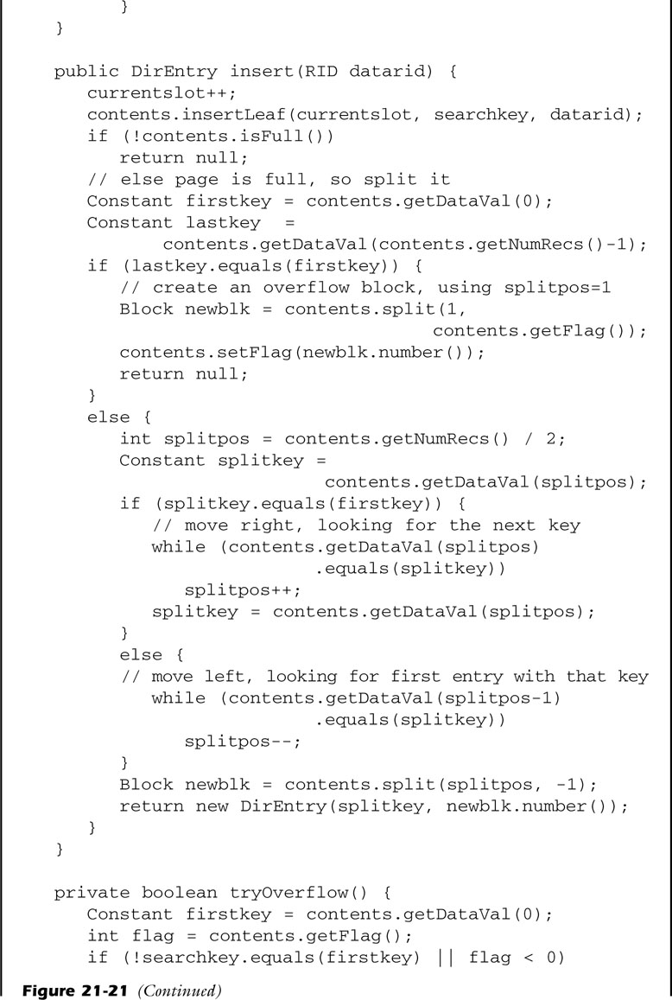 }
}

public DirEntry insert(RID datarid) {
   currentslot++;
   contents.insertLeaf(currentslot, searchkey, datarid);
   if (!contents.isFull())
      return null;
   // else page is full, so split it
   Constant firstkey = contents.getDataVal(0);
   Constant lastkey  =
          contents.getDataVal(contents.getNumRecs()-1);
   if (lastkey.equals(firstkey)) {
      // create an overflow block, using splitpos=1
      Block newblk = contents.split(1,
                                   contents.getFlag());
      contents.setFlag(newblk.number());
      return null;
   }
   else {
      int splitpos = contents.getNumRecs() / 2;
      Constant splitkey =
                         contents.getDataVal(splitpos);
      if (splitkey.equals(firstkey)) {
         // move right, looking for the next key
         while (contents.getDataVal(splitpos)
                        .equals(splitkey))
            splitpos++;
         splitkey = contents.getDataVal(splitpos);
      }
      else {
      // move left, looking for first entry with that key
         while (contents.getDataVal(splitpos-1)
                        .equals(splitkey))
            splitpos--;
      }
      Block newblk = contents.split(splitpos, -1);
      return new DirEntry(splitkey, newblk.number());
   }
}

private boolean tryOverflow() {
   Constant firstkey = contents.getDataVal(0);
   int flag = contents.getFlag();
   if (!searchkey.equals(firstkey) || flag < 0)
Figure 21-21 (Continued)